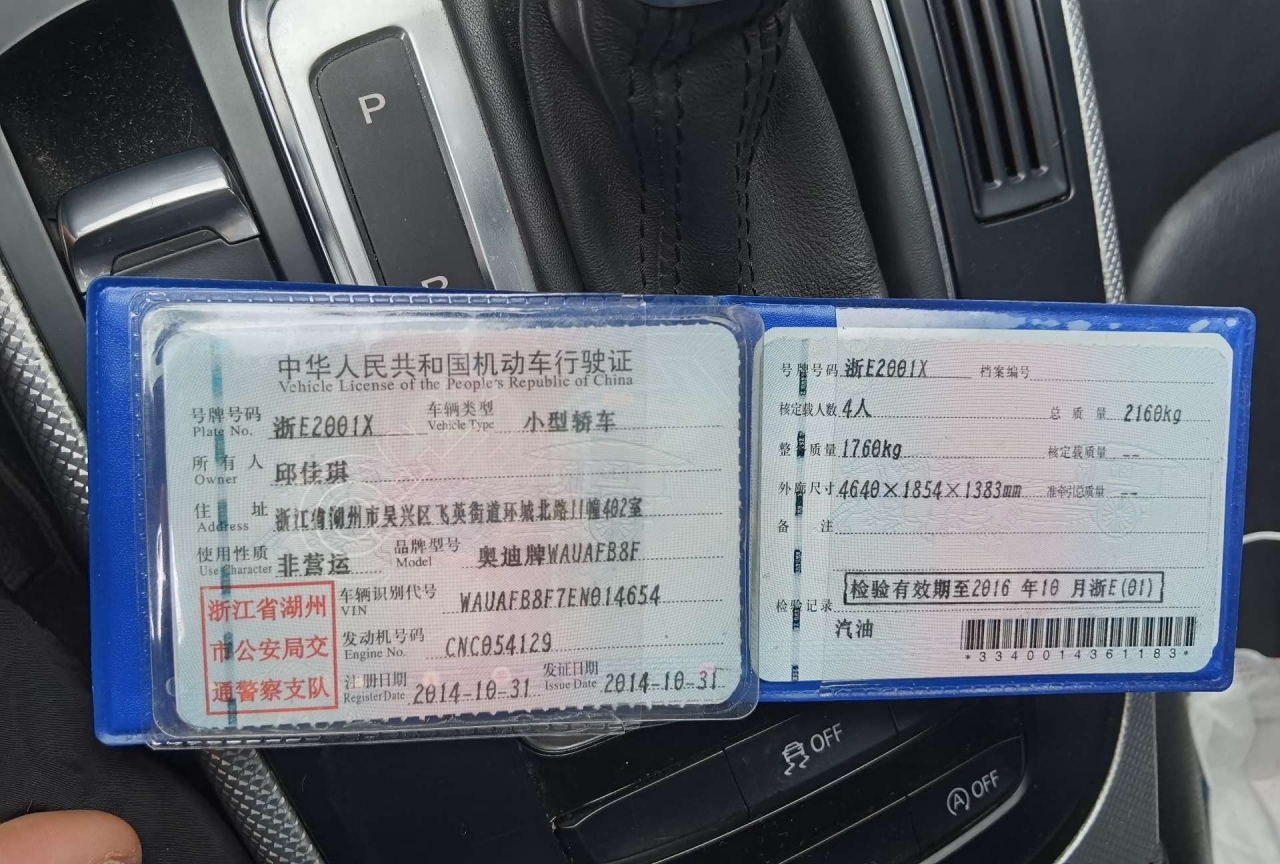 P
R
中华人民共和国机动车行驶证
Vehicle License of the People's Republic of China
号牌号码 浙E2001X 车辆类型 小型轿车
Plate No. Vehicle Type
所有人 邱佳琪
Owner
住址 浙江省湖州市吴兴区飞英街道环城北路11幢402室
Address
使用性质 非营运 品牌型号 奥迪牌WAUAFB8F
Use Character Model
浙江省湖州
市公安局交
通警察支队
车辆识别代号 WAUAFB8F7EN014654
VIN
发动机号码 CNC054129
Engine No.
注册日期 2014-10-31 发证日期 2014-10-31
Register Date Issue Date
号牌号码 浙E2001X 档案编号
核定载人数 4人 总质量 2160kg
整备质量 1760kg 核定载质量 --
外廓尺寸 4640×1854×1383mm 准牵引总质量 --
备注
检验有效期至2016 年10 月浙E(01)
检验记录
汽油
*3340014361183*
OFF
A OFF